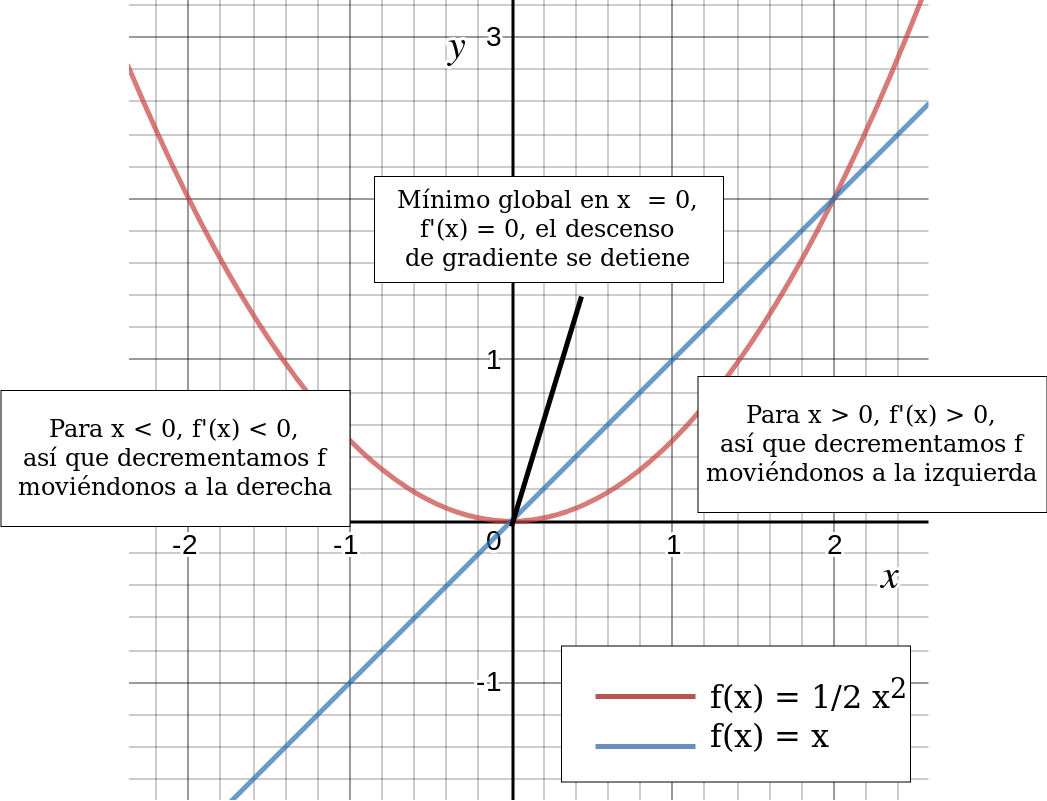 3
y
Mínimo global en x = 0,
f'(x) = 0, el descenso
de gradiente se detiene
1
Para x < 0, f'(x) < 0,
así que decrementamos f
moviéndonos a la derecha
Para x > 0, f'(x) > 0,
así que decrementamos f
moviéndonos a la izquierda
-2 -1 0 1 2
x
-1
f(x) = 1/2 x²
f(x) = x